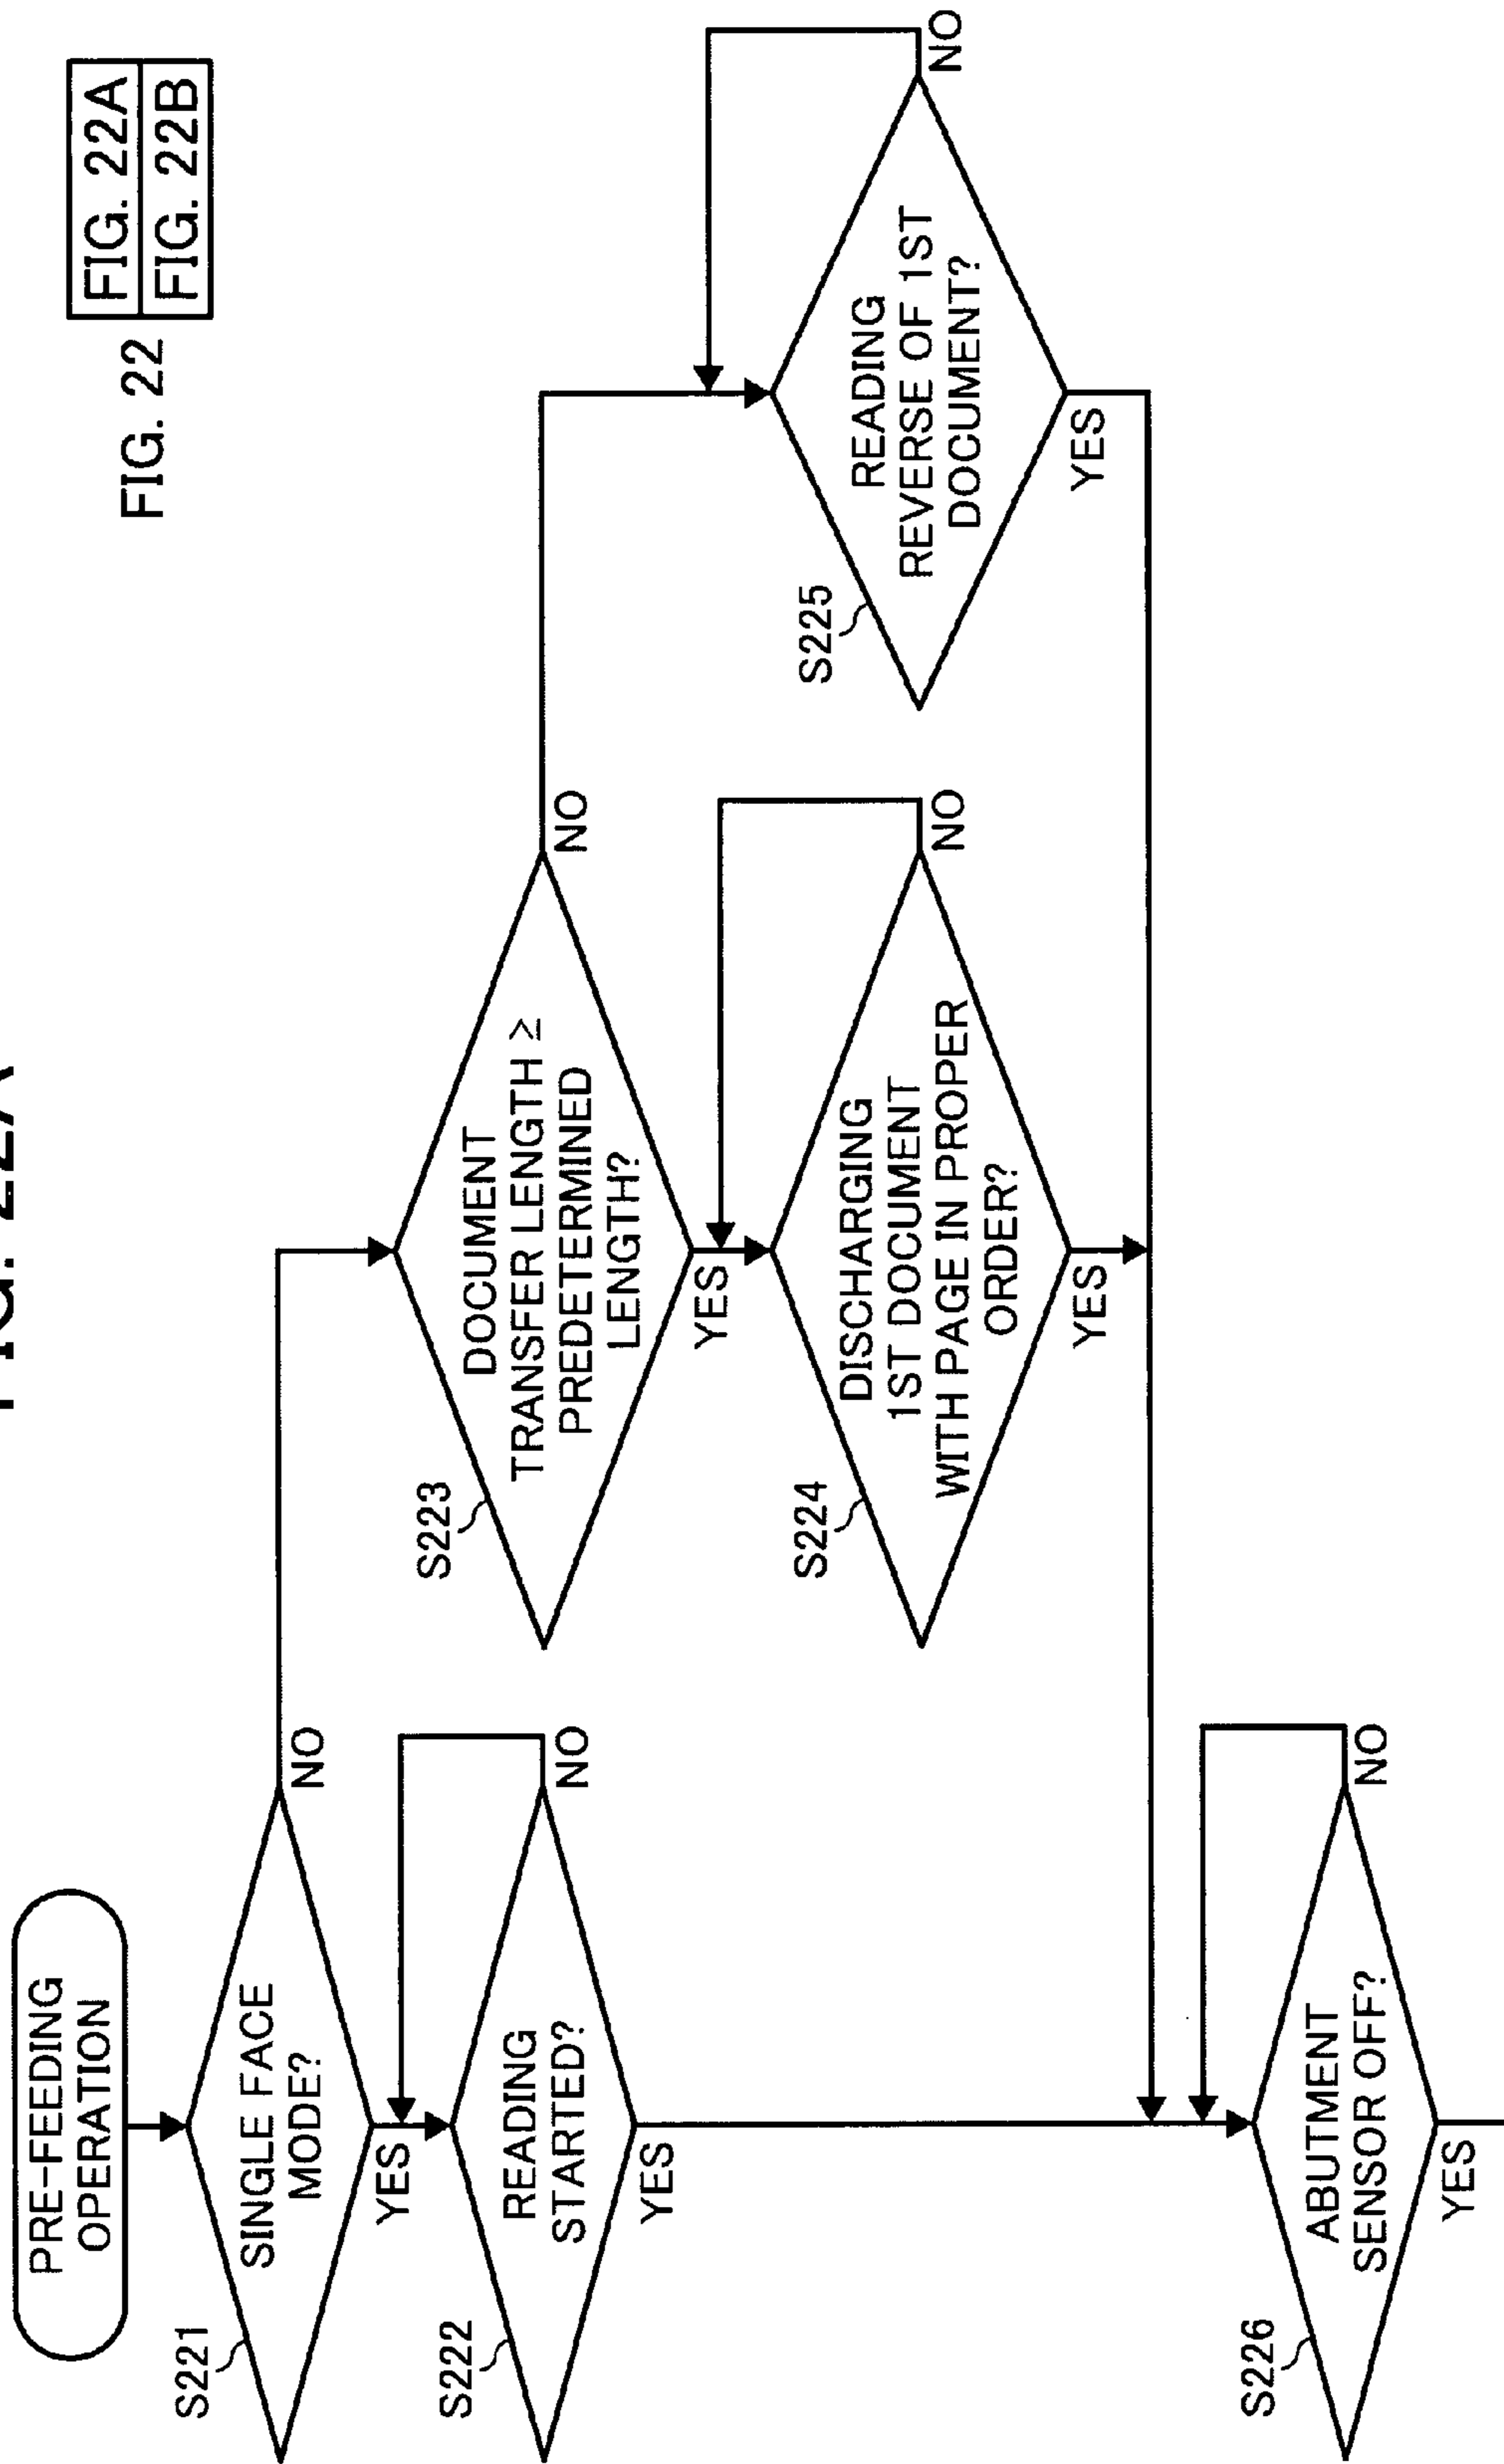 FIG. 22A
FIG. 22
FIG. 22A
FIG. 22B
PRE-FEEDING
OPERATION
S221
SINGLE FACE
MODE?
NO
YES
S222
READING
STARTED?
NO
YES
S223
DOCUMENT
TRANSFER LENGTH ≥
PREDETERMINED
LENGTH?
NO
YES
S224
DISCHARGING
1ST DOCUMENT
WITH PAGE IN PROPER
ORDER?
NO
YES
S225
READING
REVERSE OF 1ST
DOCUMENT?
NO
YES
S226
ABUTMENT
SENSOR OFF?
NO
YES